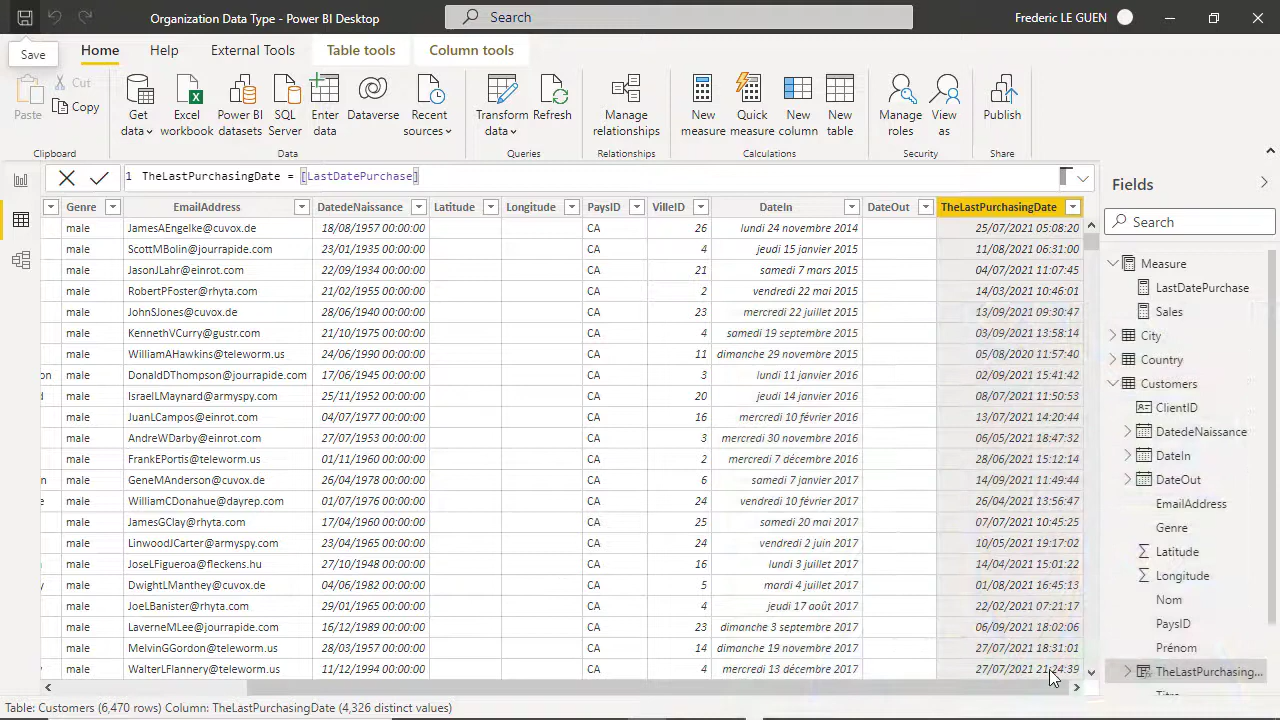 Organization Data Type - Power BI Desktop
Search
Frederic LE GUEN
Save
Home
Help
External Tools
Table tools
Column tools
Paste
Cut
Copy
Get data
Excel workbook
Power BI datasets
SQL Server
Enter data
Dataverse
Recent sources
Transform data
Refresh
Manage relationships
New measure
Quick measure
New column
New table
Manage roles
View as
Publish
Clipboard
Data
Queries
Relationships
Calculations
Security
Share
1 TheLastPurchasingDate = [LastDatePurchase]
Genre EmailAddress DatedeNaissance Latitude Longitude PaysID VilleID DateIn DateOut TheLastPurchasingDate
male JamesAEngelke@cuvox.de 18/08/1957 00:00:00 CA 26 lundi 24 novembre 2014 25/07/2021 05:08:20
male ScottMBolin@jourrapide.com 23/01/1935 00:00:00 CA 4 jeudi 15 janvier 2015 11/08/2021 06:31:00
male JasonJLahr@einrot.com 22/09/1934 00:00:00 CA 21 samedi 7 mars 2015 04/07/2021 11:07:45
male RobertPFoster@rhyta.com 21/02/1955 00:00:00 CA 2 vendredi 22 mai 2015 14/03/2021 10:46:01
male JohnSJones@cuvox.de 28/06/1940 00:00:00 CA 23 mercredi 22 juillet 2015 13/09/2021 09:30:47
male KennethVCurry@gustr.com 21/10/1975 00:00:00 CA 4 samedi 19 septembre 2015 03/09/2021 13:58:14
male WilliamAHawkins@teleworm.us 24/06/1990 00:00:00 CA 11 dimanche 29 novembre 2015 05/08/2020 11:57:40
on male DonaldDThompson@jourrapide.com 17/06/1945 00:00:00 CA 3 lundi 11 janvier 2016 02/09/2021 15:41:42
d male IsraelLMaynard@armyspy.com 25/11/1952 00:00:00 CA 20 jeudi 14 janvier 2016 08/07/2021 11:50:53
male JuanLCampos@einrot.com 04/07/1977 00:00:00 CA 16 mercredi 10 février 2016 13/07/2021 14:20:44
male AndreWDarby@einrot.com 27/07/1953 00:00:00 CA 3 mercredi 30 novembre 2016 06/05/2021 18:47:32
male FrankEPortis@teleworm.us 01/11/1960 00:00:00 CA 2 mercredi 7 décembre 2016 28/06/2021 15:12:14
n male GeneMAnderson@cuvox.de 26/04/1978 00:00:00 CA 6 samedi 7 janvier 2017 14/09/2021 11:49:44
e male WilliamCDonahue@dayrep.com 01/07/1976 00:00:00 CA 24 vendredi 10 février 2017 26/04/2021 13:56:47
male JamesGClay@rhyta.com 17/04/1960 00:00:00 CA 25 samedi 20 mai 2017 07/07/2021 10:45:25
male LinwoodJCarter@armyspy.com 23/04/1965 00:00:00 CA 24 vendredi 2 juin 2017 10/05/2021 19:17:02
male JoseLFigueroa@fleckens.hu 27/10/1948 00:00:00 CA 16 lundi 3 juillet 2017 14/04/2021 15:01:22
male DwightLManthey@cuvox.de 04/06/1982 00:00:00 CA 5 mardi 4 juillet 2017 01/08/2021 16:45:13
male JoeLBanister@rhyta.com 29/01/1965 00:00:00 CA 4 jeudi 17 août 2017 22/02/2021 07:21:17
male LaverneMLee@jourrapide.com 16/12/1989 00:00:00 CA 23 dimanche 3 septembre 2017 06/09/2021 18:02:06
male MelvinGGordon@teleworm.us 28/03/1957 00:00:00 CA 14 dimanche 19 novembre 2017 27/07/2021 18:31:01
male WalterLFlannery@teleworm.us 11/12/1994 00:00:00 CA 4 mercredi 13 décembre 2017 27/07/2021 21:24:39
Fields
Search
Measure
LastDatePurchase
Sales
City
Country
Customers
ClientID
DatedeNaissance
DateIn
DateOut
EmailAddress
Genre
Latitude
Longitude
Nom
PaysID
Prénom
TheLastPurchasing...
Table: Customers (6,470 rows) Column: TheLastPurchasingDate (4,326 distinct values)